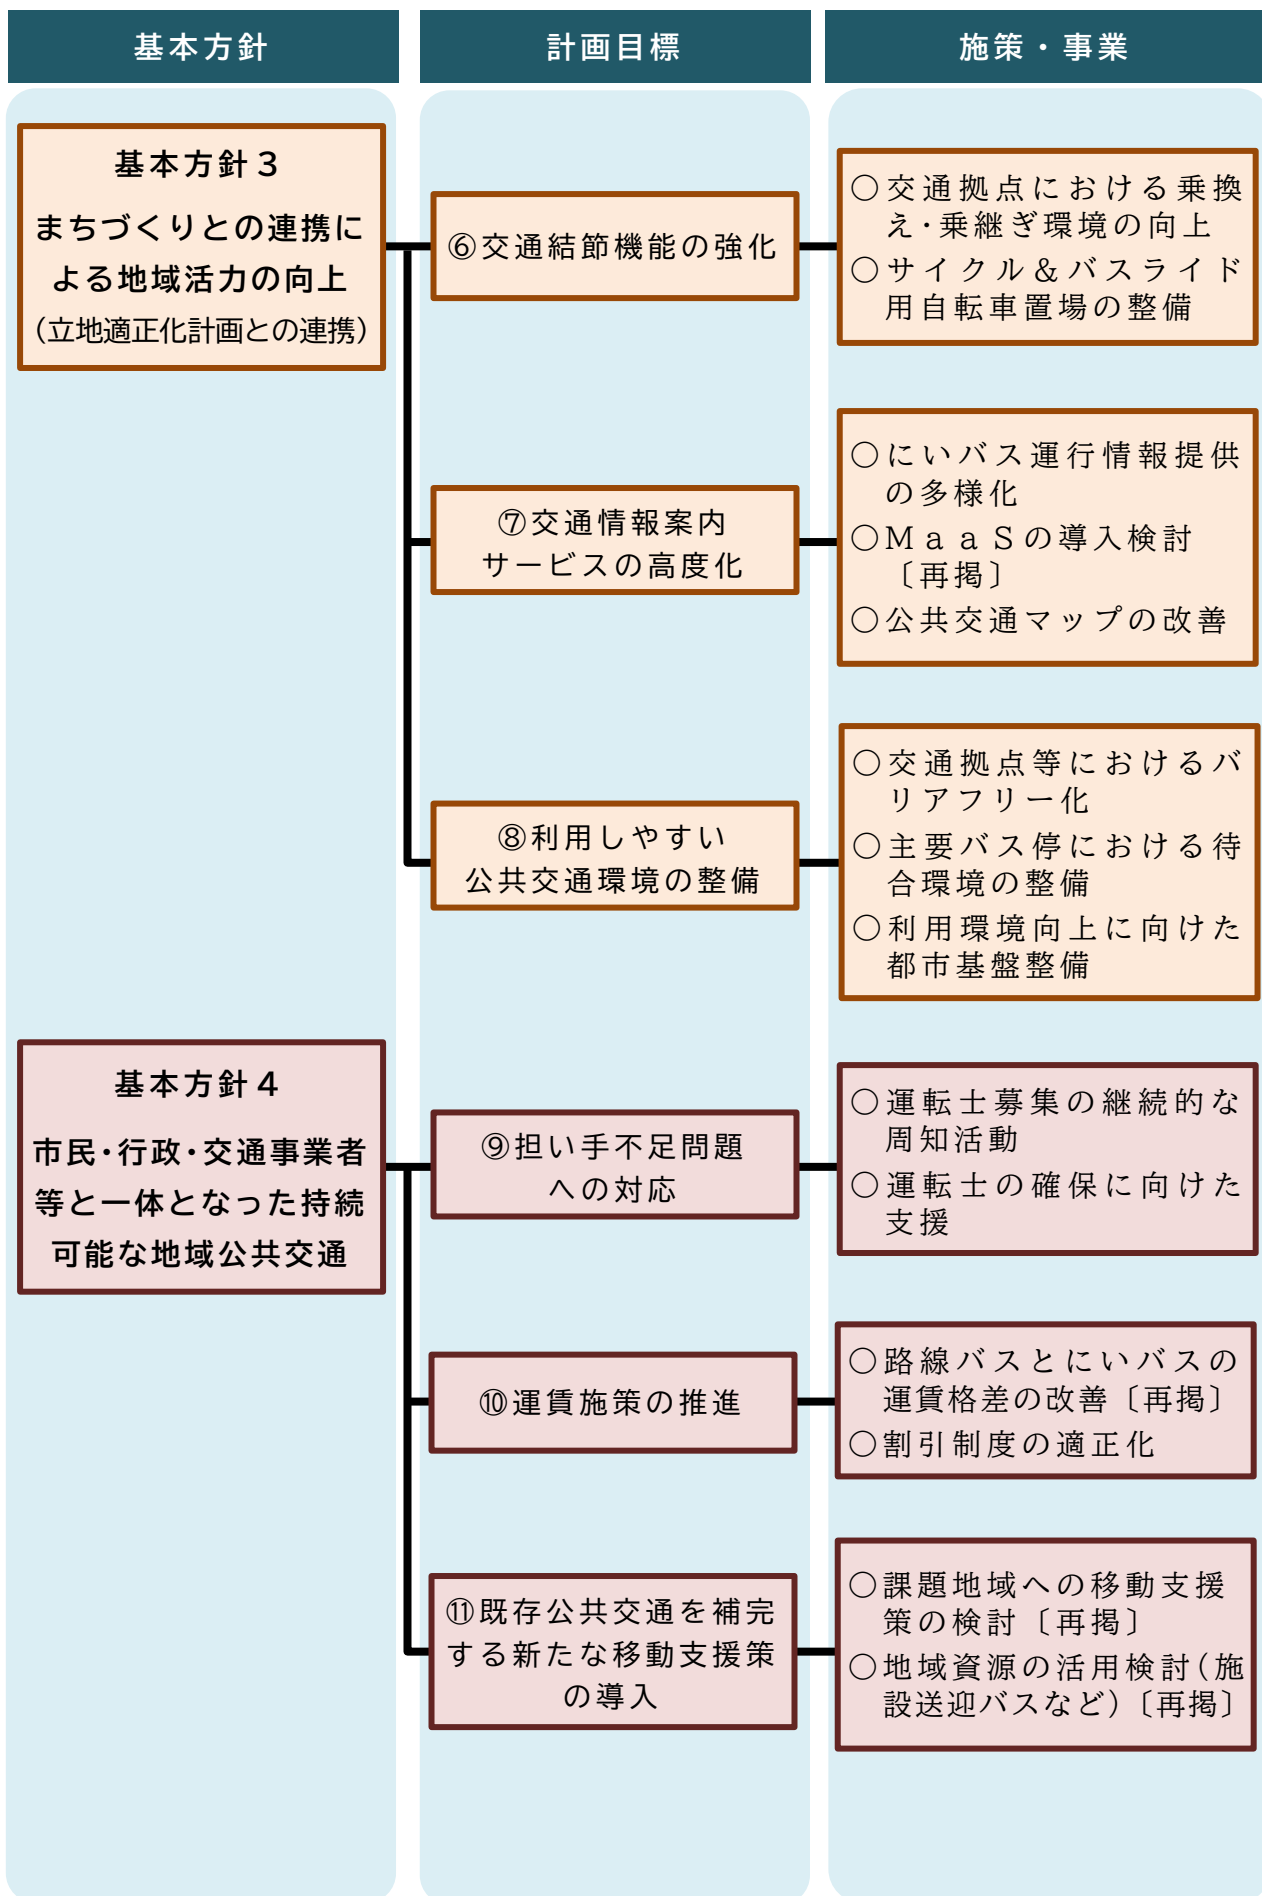 基本方針
計画目標
施策・事業
基本方針３
まちづくりとの連携に
よる地域活力の向上
（立地適正化計画との連携）
⑥交通結節機能の強化
○交通拠点における乗換
え・乗継ぎ環境の向上
○サイクル＆バスライド
用自転車置場の整備
⑦交通情報案内
サービスの高度化
○にいバス運行情報提供
の多様化
○ＭａａＳの導入検討
〔再掲〕
○公共交通マップの改善
⑧利用しやすい
公共交通環境の整備
○交通拠点等におけるバ
リアフリー化
○主要バス停における待
合環境の整備
○利用環境向上に向けた
都市基盤整備
基本方針４
市民・行政・交通事業者
等と一体となった持続
可能な地域公共交通
⑨担い手不足問題
への対応
○運転士募集の継続的な
周知活動
○運転士の確保に向けた
支援
⑩運賃施策の推進
○路線バスとにいバスの
運賃格差の改善〔再掲〕
○割引制度の適正化
⑪既存公共交通を補完
する新たな移動支援策
の導入
○課題地域への移動支援
策の検討〔再掲〕
○地域資源の活用検討（施
設送迎バスなど）〔再掲〕